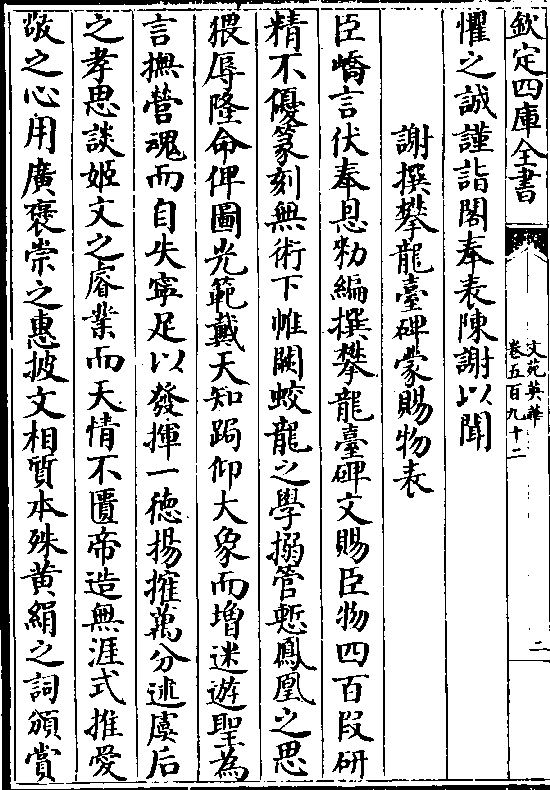 欽定四庫全書
文苑英華
卷五百九十二
二
懼之誠謹詣閤奉表陳謝以聞
謝撰攀龍臺碑蒙賜物表
臣嶠言伏奉恩勑編撰攀龍臺碑文賜臣物四百段研
精不優篆刻無術下帷闕蛟龍之學搦管慙鳳凰之思
猥辱隆命俾圖光範戴天知跼仰大象而增迷遊聖為
言撫營魂而自失寧足以發揮一德揚搉萬分述虞后
之孝思談姬文之睿業而天情不匱帝造無涯式推愛
敬之心用廣褒崇之惠披文相質本殊黄絹之詞頒賞